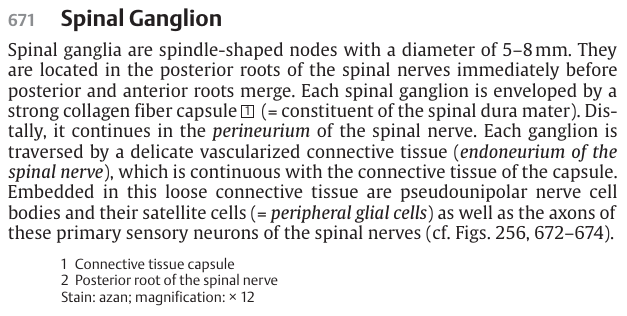 671 Spinal Ganglion
Spinal ganglia are spindle-shaped nodes with a diameter of 5–8 mm. They
are located in the posterior roots of the spinal nerves immediately before
posterior and anterior roots merge. Each spinal ganglion is enveloped by a
strong collagen fiber capsule 1 (= constituent of the spinal dura mater). Dis-
tally, it continues in the perineurium of the spinal nerve. Each ganglion is
traversed by a delicate vascularized connective tissue (endoneurium of the
spinal nerve), which is continuous with the connective tissue of the capsule.
Embedded in this loose connective tissue are pseudounipolar nerve cell
bodies and their satellite cells (= peripheral glial cells) as well as the axons of
these primary sensory neurons of the spinal nerves (cf. Figs. 256, 672–674).
1 Connective tissue capsule
2 Posterior root of the spinal nerve
Stain: azan; magnification: × 12